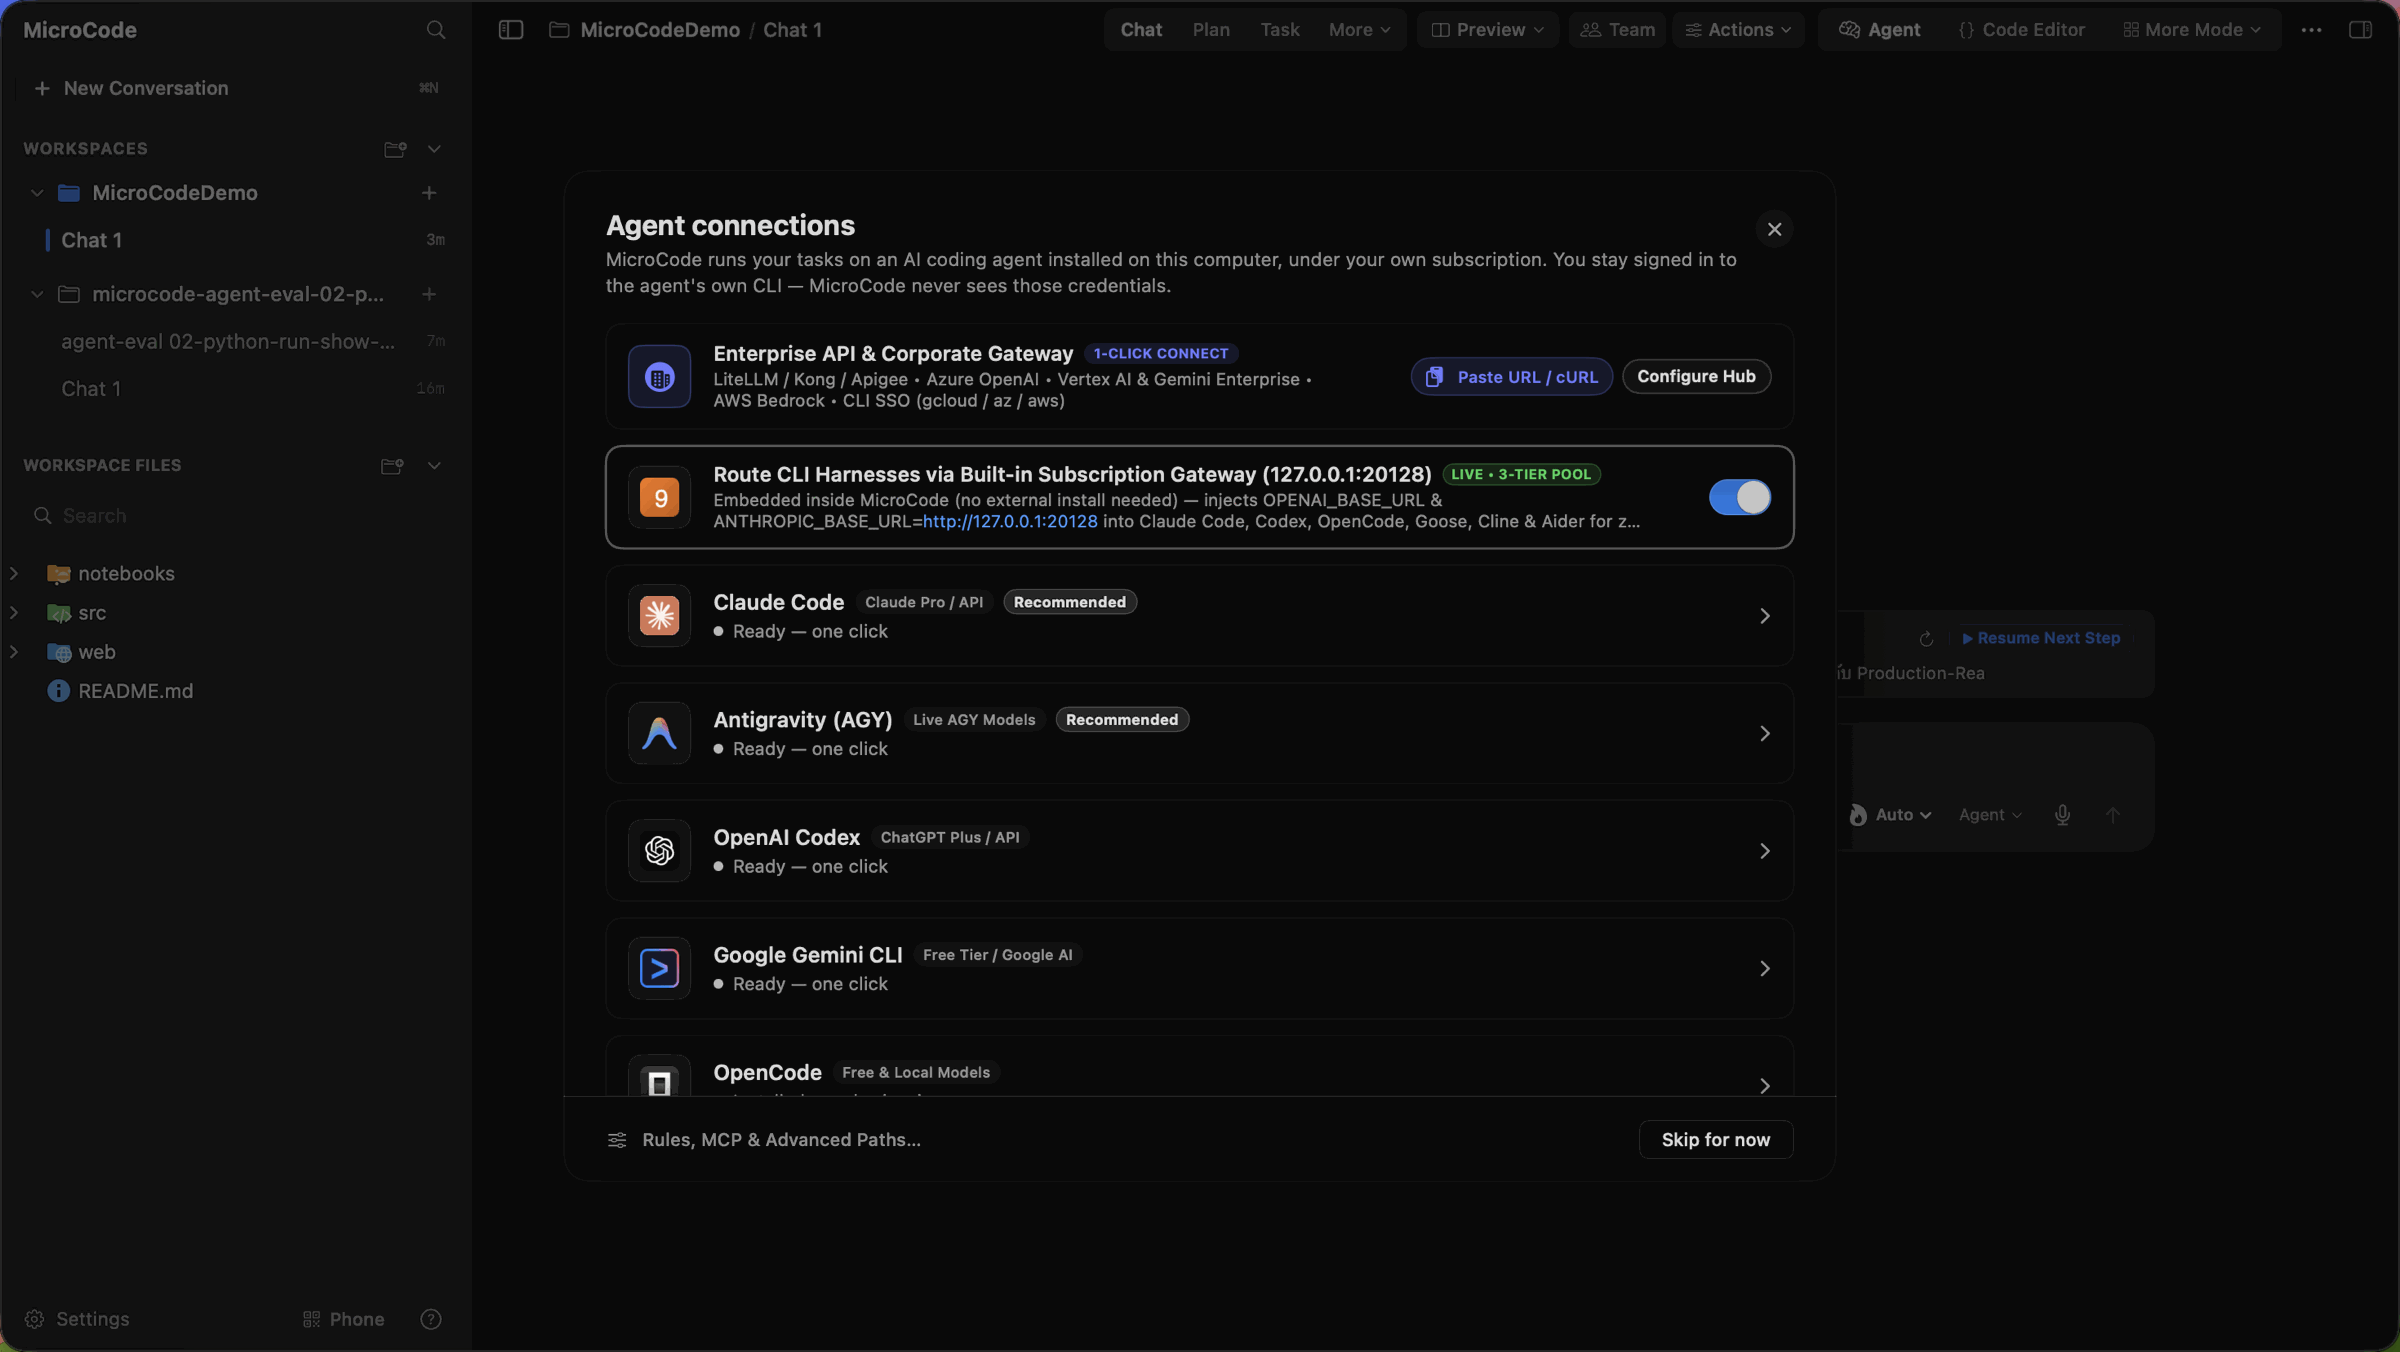 MicroCode
New Conversation ⌘N
WORKSPACES
MicroCodeDemo
Chat 1 3m
microcode-agent-eval-02-p...
agent-eval 02-python-run-show-... 7m
Chat 1 16m
WORKSPACE FILES
Search
notebooks
src
web
README.md
Settings
Phone
MicroCodeDemo / Chat 1
Chat Plan Task More
Preview
Team
Actions
Agent
Code Editor
More Mode
Agent connections
MicroCode runs your tasks on an AI coding agent installed on this computer, under your own subscription. You stay signed in to
the agent's own CLI — MicroCode never sees those credentials.
Enterprise API & Corporate Gateway 1-CLICK CONNECT
LiteLLM / Kong / Apigee • Azure OpenAI • Vertex AI & Gemini Enterprise •
AWS Bedrock • CLI SSO (gcloud / az / aws)
Paste URL / cURL
Configure Hub
9
Route CLI Harnesses via Built-in Subscription Gateway (127.0.0.1:20128) LIVE • 3-TIER POOL
Embedded inside MicroCode (no external install needed) — injects OPENAI_BASE_URL &
ANTHROPIC_BASE_URL=http://127.0.0.1:20128 into Claude Code, Codex, OpenCode, Goose, Cline & Aider for z...
Claude Code Claude Pro / API Recommended
Ready — one click
Antigravity (AGY) Live AGY Models Recommended
Ready — one click
OpenAI Codex ChatGPT Plus / API
Ready — one click
Google Gemini CLI Free Tier / Google AI
Ready — one click
OpenCode Free & Local Models
Rules, MCP & Advanced Paths...
Skip for now
Resume Next Step
Production-Rea
Auto
Agent